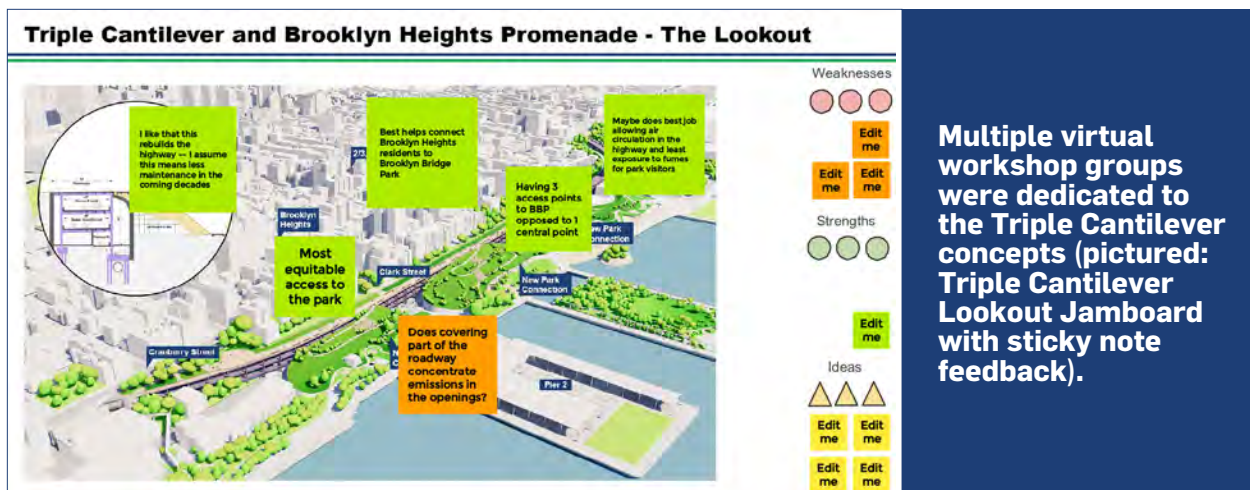 Triple Cantilever and Brooklyn Heights Promenade - The Lookout
I like that this
rebuilds the
highway — I assume
this means less
maintenance in the
coming decades
Best helps connect
Brooklyn Heights
residents to
Brooklyn Bridge
Park
2/3
Maybe does best job
allowing air
circulation in the
highway and least
exposure to fumes
for park visitors
Having 3
access points
to BBP
opposed to 1
central point
Brooklyn
Heights
Most
equitable
access to
the park
Clark Street
New Park
Connection
New Park
Connection
Does covering
part of the
roadway
concentrate
emissions in
the openings?
Cranberry Street
Pier 2
Weaknesses
Edit
me
Edit
me
Edit
me
Strengths
Edit
me
Ideas
Edit
me
Edit
me
Edit
me
Edit
me
Multiple virtual
workshop groups
were dedicated to
the Triple Cantilever
concepts (pictured:
Triple Cantilever
Lookout Jamboard
with sticky note
feedback).